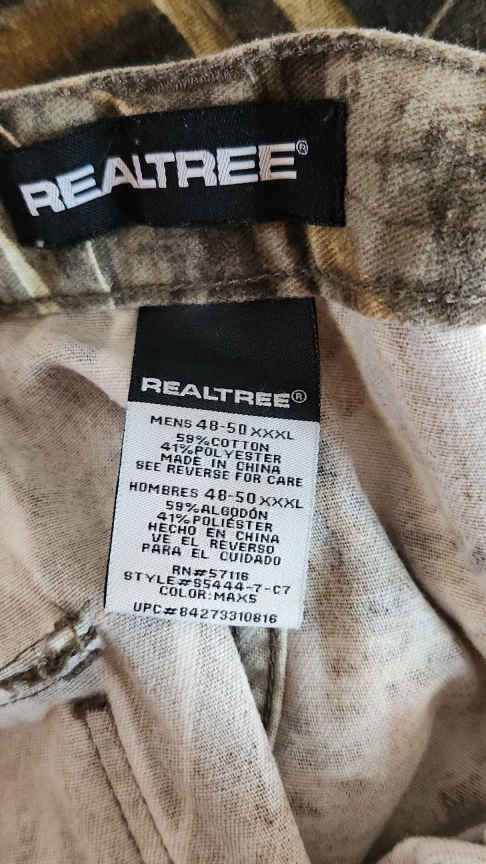 REALTREE®
REALTREE®
MENS 48-50 XXXL
59%COTTON
41%POLYESTER
MADE IN CHINA
SEE REVERSE FOR CARE
HOMBRES 48-50 XXXL
59%ALGODÓN
41%POLIÉSTER
HECHO EN CHINA
VE EL REVERSO
PARA EL CUIDADO
RN#57116
STYLE#95444-7-C7
COLOR:MAX5
UPC#84273310816